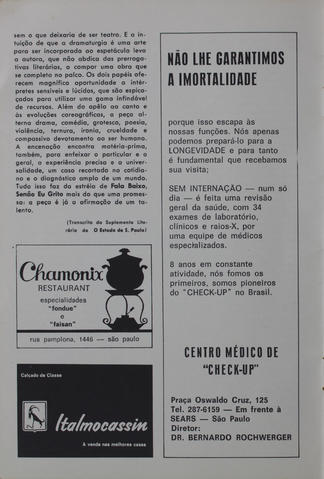 sem o que deixaria de ser teatro. E a in-
tuição de que a dramaturgia é uma arte
para ser incorporada ao espetáculo leva
a autora, que não abdica das prerroga-
tivas literárias, a compor uma obra que
se completa no palco. Os dois papéis ofe-
recem magnífica oportunidade a intér-
pretes sensíveis e lúcidos, que são espi-
caçados para utilizar uma gama infindável
de recursos. Além do apêlo ao canto e
às evoluções coreográficas, a peça al-
terna drama, comédia, grotesco, poesia,
violência, ternura, ironia, crueldade e
compassivo devotamento ao ser humano.
A encenação encontra matéria-prima,
também, para enfeixar o particular e o
geral, a experiência precisa e a univer-
salidade, um caso recortado no cotidia-
no e o diagnóstico amplo de um mundo.
Tudo isso faz da estréia de Fala Baixo,
Senão Eu Grito mais do que uma promes-
sa: a peça é já a afirmação de um ta-
lento.
(Transcrito do Suplemento Lite-
rário de O Estado de S. Paulo)
Chamonix
RESTAURANT
especialidades
"fondue"
e
"faisan"
rua pamplona, 1446 — são paulo
Calçado de Classe
Italmocassin
À venda nas melhores casas
NÃO LHE GARANTIMOS
A IMORTALIDADE
porque isso escapa às
nossas funções. Nós apenas
podemos prepará-lo para a
LONGEVIDADE e para tanto
é fundamental que recebamos
sua visita;
SEM INTERNAÇÃO — num só
dia — é feita uma revisão
geral da saúde, com 34
exames de laboratório,
clínicos e raios-X, por
uma equipe de médicos
especializados.
8 anos em constante
atividade, nós fomos os
primeiros, somos pioneiros
do "CHECK-UP" no Brasil.
CENTRO MÉDICO DE
"CHECK-UP"
Praça Oswaldo Cruz, 125
Tel. 287-6159 — Em frente à
SEARS — São Paulo
Diretor:
DR. BERNARDO ROCHWERGER